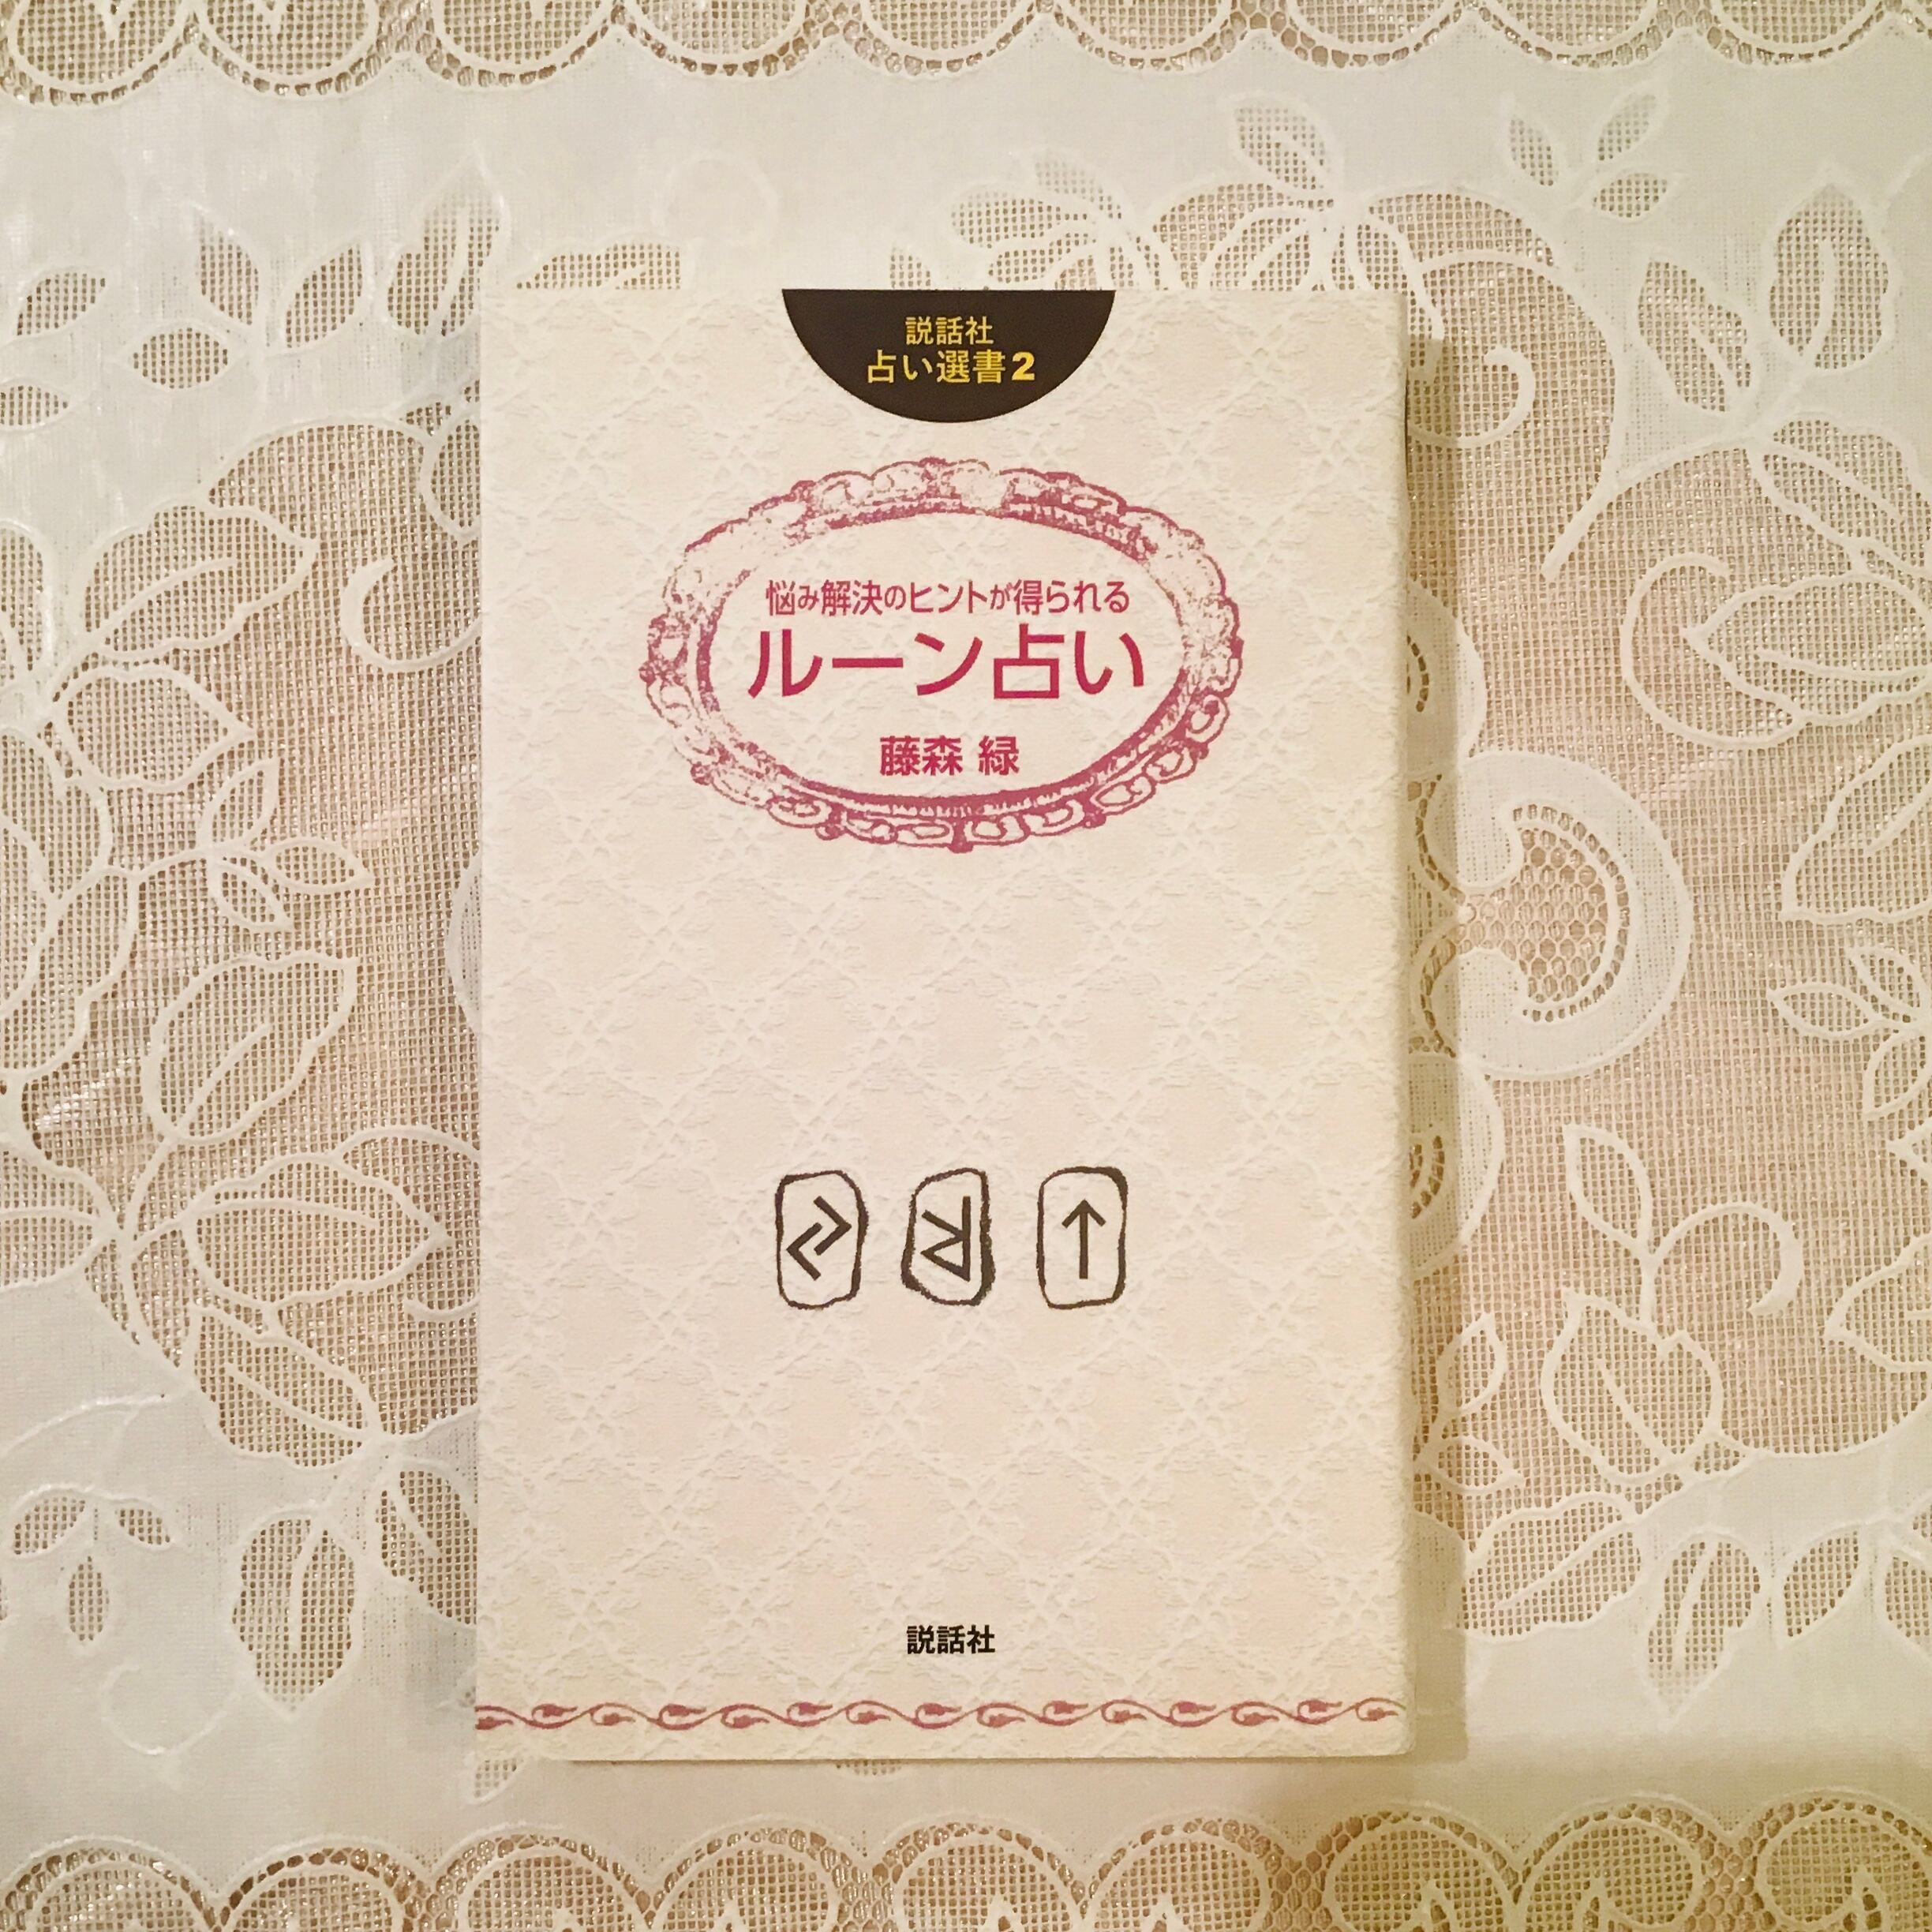 説話社
占い選書2
悩み解決のヒントが得られる
ルーン占い
藤森 緑
説話社